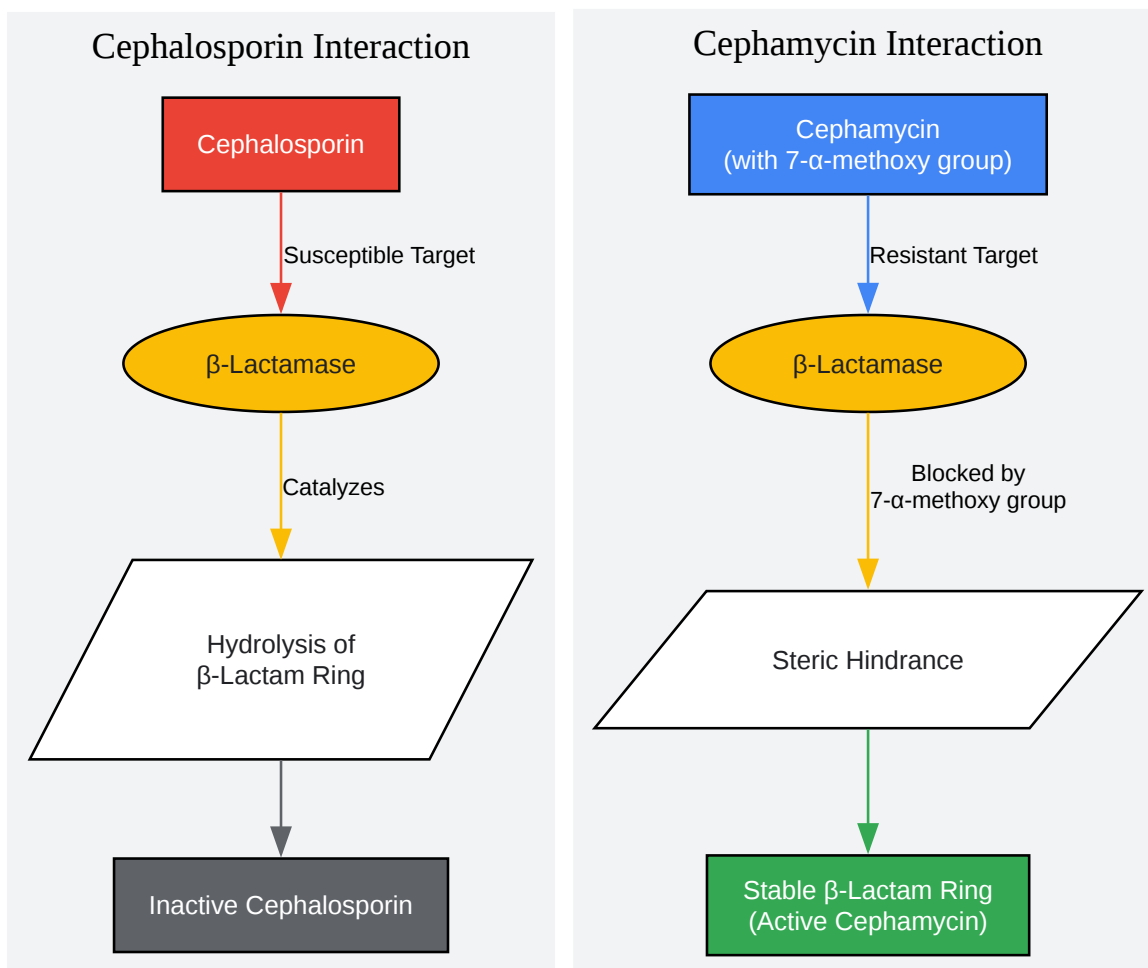 Cephalosporin Interaction
Cephalosporin
Susceptible Target
β-Lactamase
Catalyzes
Hydrolysis of
β-Lactam Ring
Inactive Cephalosporin
Cephamycin Interaction
Cephamycin
(with 7-α-methoxy group)
Resistant Target
β-Lactamase
Blocked by
7-α-methoxy group
Steric Hindrance
Stable β-Lactam Ring
(Active Cephamycin)